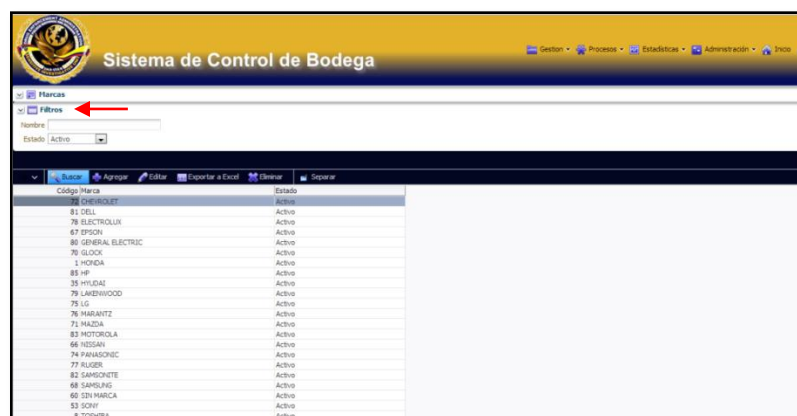 Gestion Procesos Estadísticas Administración Inicio
Sistema de Control de Bodega
Marcas
Filtros
Nombre
Estado Activo
Buscar Agregar Editar Exportar a Excel Eliminar Separar
Código Marca Estado
72 CHEVROLET Activo
81 DELL Activo
78 ELECTROLUX Activo
67 EPSON Activo
80 GENERAL ELECTRIC Activo
70 GLOCK Activo
1 HONDA Activo
85 HP Activo
35 HYUDAI Activo
79 LAKENWOOD Activo
75 LG Activo
76 MARANTZ Activo
71 MAZDA Activo
83 MOTOROLA Activo
66 NISSAN Activo
74 PANASONIC Activo
77 RUGER Activo
82 SAMSONITE Activo
68 SAMSUNG Activo
60 SIN MARCA Activo
53 SONY Activo
TOSHIBA Activo